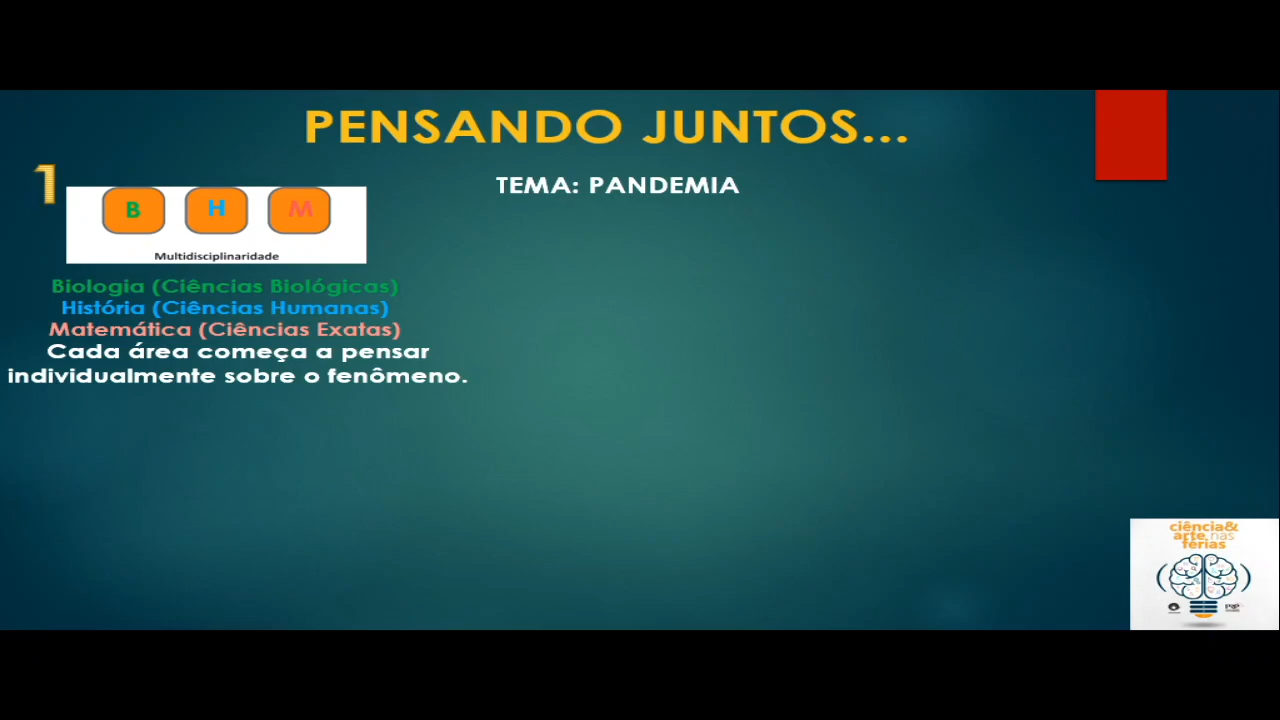 PENSANDO JUNTOS...
TEMA: PANDEMIA
1
B H M
Multidisciplinaridade
Biologia (Ciências Biológicas)
História (Ciências Humanas)
Matemática (Ciências Exatas)
Cada área começa a pensar
individualmente sobre o fenômeno.
ciência&
arte nas
férias